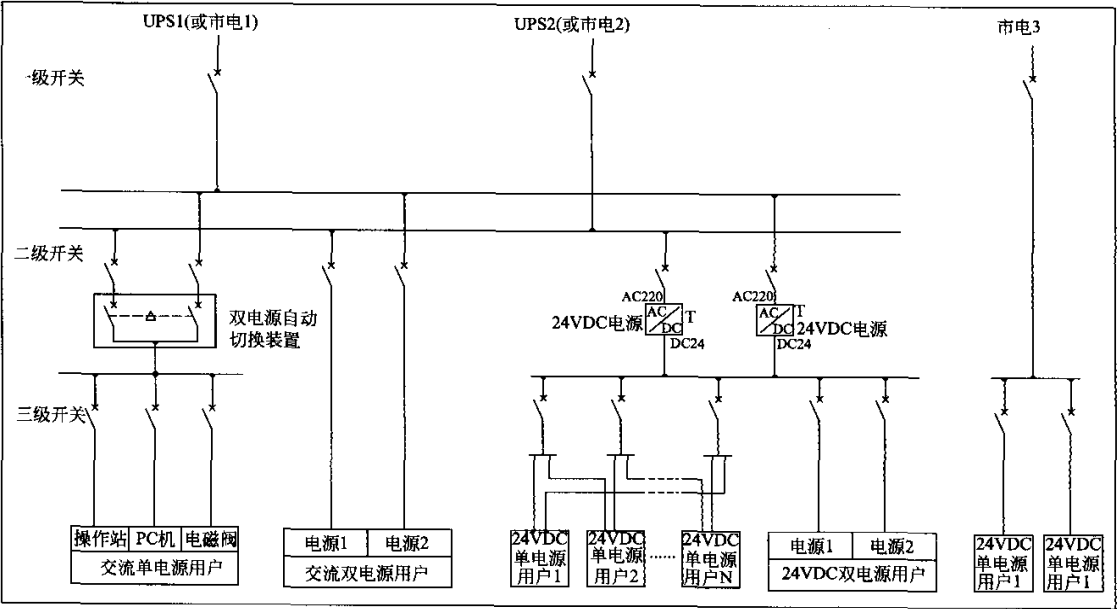 UPS1(或市电1)
UPS2(或市电2)
市电3
一级开关
二级开关
AC220
AC220
双电源自动
切换装置
24VDC电源
AC
DC
T
AC
DC
T
24VDC电源
DC24
DC24
三级开关
操作站 PC机 电磁阀
交流单电源用户
电源1 电源2
交流双电源用户
24VDC
单电源
用户1
24VDC
单电源
用户2
……
24VDC
单电源
用户N
电源1 电源2
24VDC双电源用户
24VDC
单电源
用户1
24VDC
单电源
用户1